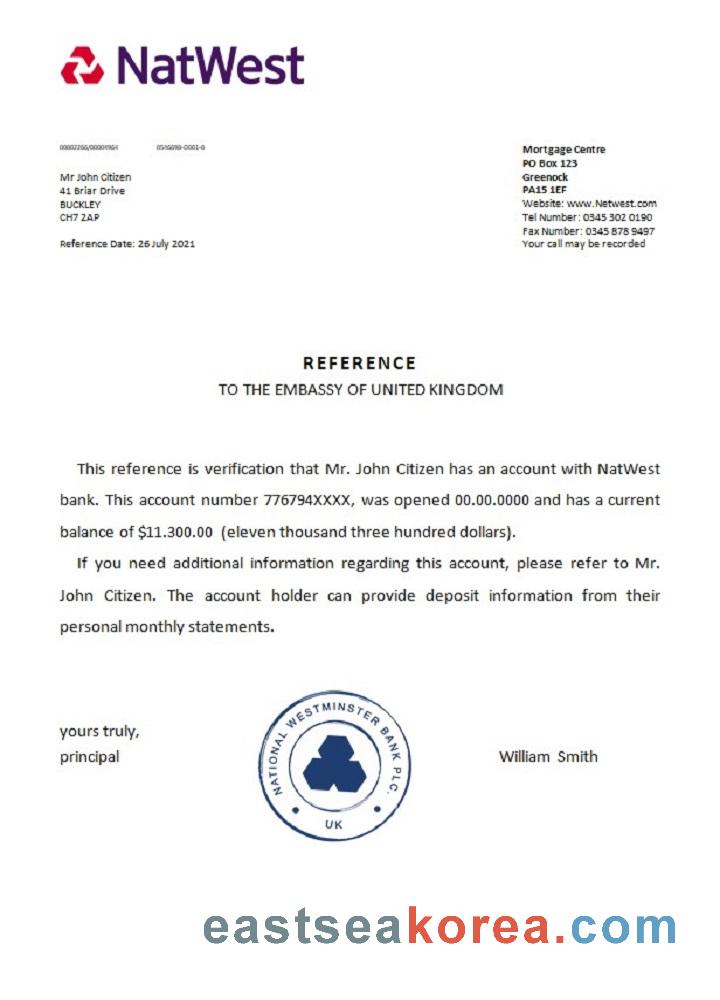 NatWest
Mr John Citizen
41 Briar Drive
BUCKLEY
CH7 2AP
Reference Date: 26 July 2021
Mortgage Centre
PO Box 123
Greenock
PA15 1EF
Website: www.Netwest.com
Tel Number: 0345 302 0190
Fax Number: 0345 878 9497
Your call may be recorded
REFERENCE
TO THE EMBASSY OF UNITED KINGDOM
This reference is verification that Mr. John Citizen has an account with NatWest
bank. This account number 776794XXXX, was opened 00.00.0000 and has a current
balance of $11.300.00 (eleven thousand three hundred dollars).
If you need additional information regarding this account, please refer to Mr.
John Citizen. The account holder can provide deposit information from their
personal monthly statements.
yours truly,
principal
NATIONAL WESTMINSTER BANK PLC.
UK
William Smith
eastseakorea.com